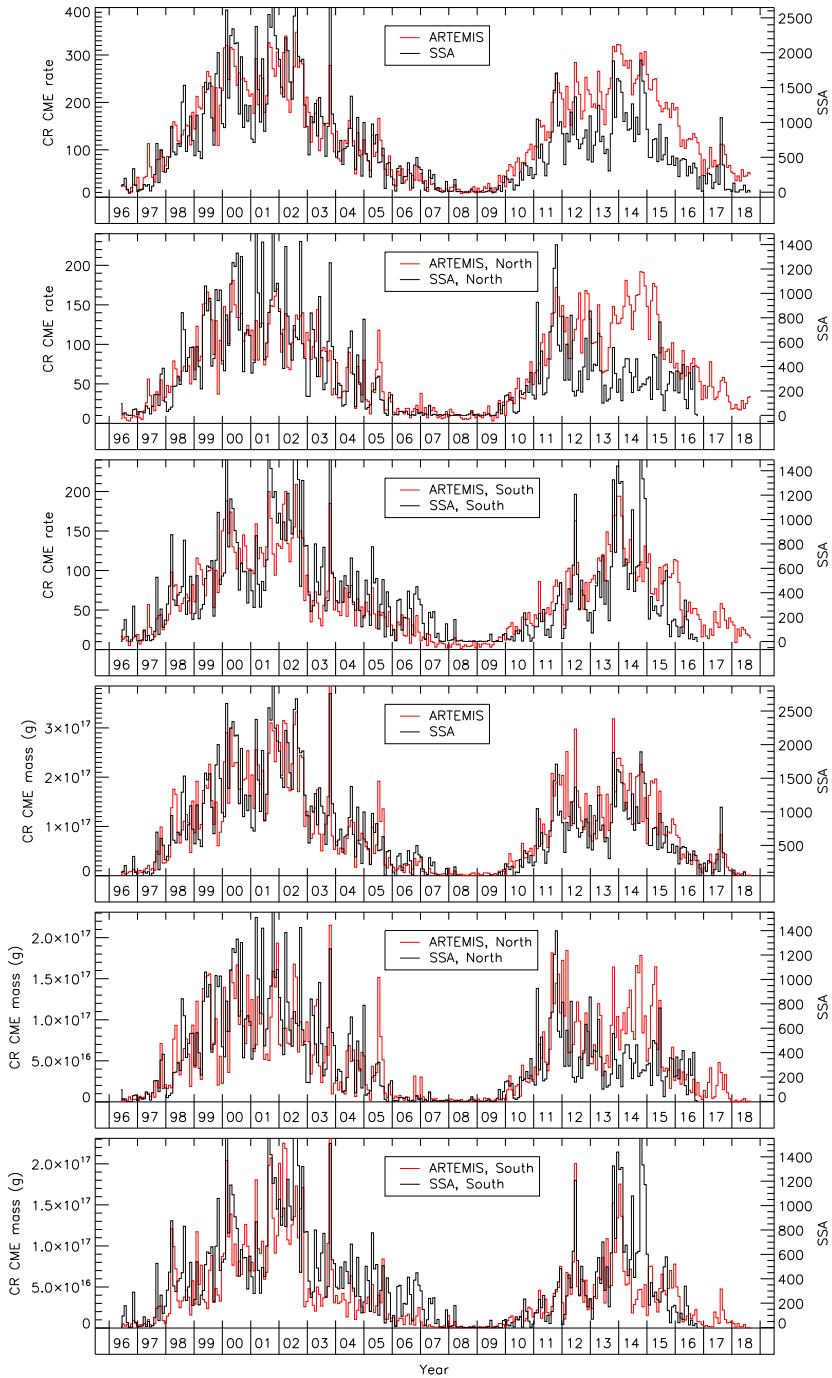 400
300
200
100
0
CR CME rate
ARTEMIS
SSA
2500
2000
1500
1000
500
0
SSA
96 97 98 99 00 01 02 03 04 05 06 07 08 09 10 11 12 13 14 15 16 17 18
200
150
100
50
0
CR CME rate
ARTEMIS, North
SSA, North
1400
1200
1000
800
600
400
200
0
SSA
96 97 98 99 00 01 02 03 04 05 06 07 08 09 10 11 12 13 14 15 16 17 18
200
150
100
50
0
CR CME rate
ARTEMIS, South
SSA, South
1400
1200
1000
800
600
400
200
0
SSA
96 97 98 99 00 01 02 03 04 05 06 07 08 09 10 11 12 13 14 15 16 17 18
3×10¹⁷
2×10¹⁷
1×10¹⁷
0
CR CME mass (g)
ARTEMIS
SSA
2500
2000
1500
1000
500
SSA
96 97 98 99 00 01 02 03 04 05 06 07 08 09 10 11 12 13 14 15 16 17 18
2.0×10¹⁷
1.5×10¹⁷
1.0×10¹⁷
5.0×10¹⁶
0
CR CME mass (g)
ARTEMIS, North
SSA, North
1400
1200
1000
800
600
400
200
0
SSA
96 97 98 99 00 01 02 03 04 05 06 07 08 09 10 11 12 13 14 15 16 17 18
2.0×10¹⁷
1.5×10¹⁷
1.0×10¹⁷
5.0×10¹⁶
0
CR CME mass (g)
ARTEMIS, South
SSA, South
1400
1200
1000
800
600
400
200
0
SSA
96 97 98 99 00 01 02 03 04 05 06 07 08 09 10 11 12 13 14 15 16 17 18
Year